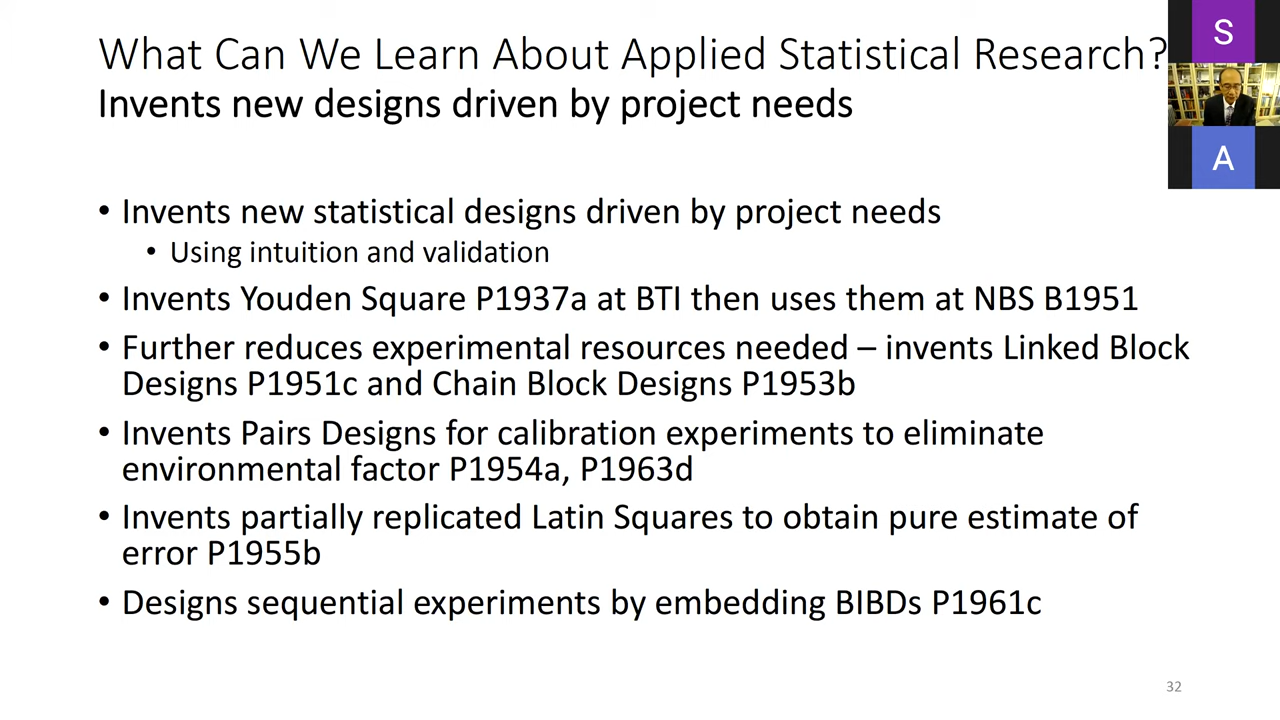 What Can We Learn About Applied Statistical Research?
Invents new designs driven by project needs
• Invents new statistical designs driven by project needs
• Using intuition and validation
• Invents Youden Square P1937a at BTI then uses them at NBS B1951
• Further reduces experimental resources needed – invents Linked Block
Designs P1951c and Chain Block Designs P1953b
• Invents Pairs Designs for calibration experiments to eliminate
environmental factor P1954a, P1963d
• Invents partially replicated Latin Squares to obtain pure estimate of
error P1955b
• Designs sequential experiments by embedding BIBDs P1961c
32
S
A